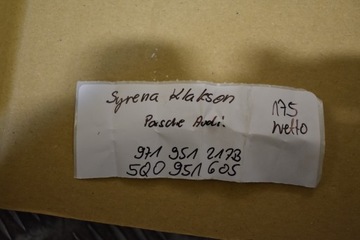 Syrena Klakson
Porsche Audi.
971 951 217B
5Q0 951 605
175
netto